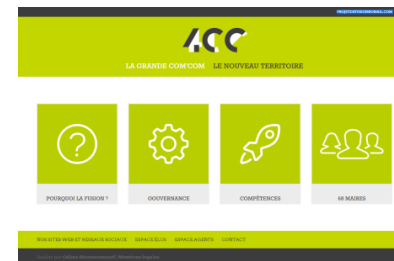 4CC
LA GRANDE COM'COM LE NOUVEAU TERRITOIRE
POURQUOI LA FUSION ?
GOUVERNANCE
COMPÉTENCES
68 MAIRES
NOS SITES WEB ET RÉSEAUX SOCIAUX ESPACE ÉLUS ESPACE AGENTS CONTACT